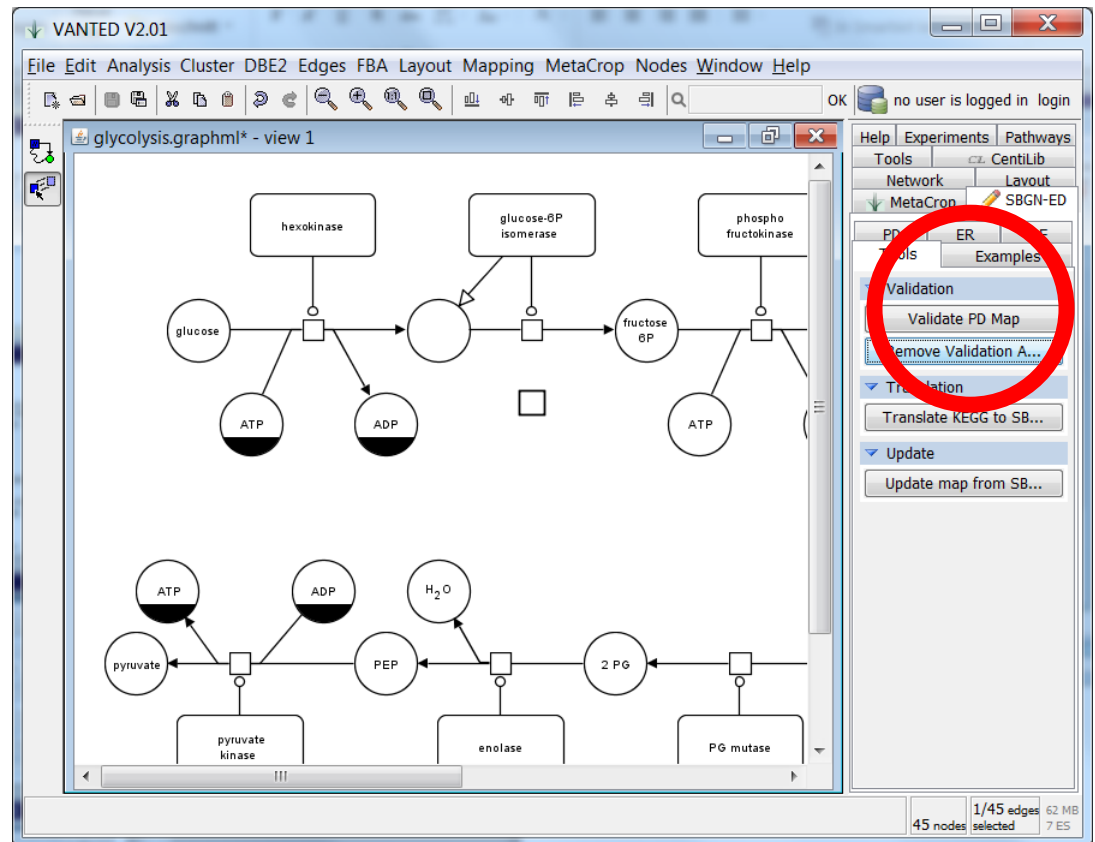 VANTED V2.01
File Edit Analysis Cluster DBE2 Edges FBA Layout Mapping MetaCrop Nodes Window Help
OK
no user is logged in login
glycolysis.graphml* - view 1
Help Experiments Pathways
Tools CZ CentiLib
Network Layout
MetaCrop SBGN-ED
ER
Examples
Validation
Validate PD Map
Remove Validation A...
Translation
Translate KEGG to SB...
Update
Update map from SB...
hexokinase
glucose-6P
isomerase
phospho
fructokinase
glucose
fructose
6P
ATP
ADP
ATP
ATP
ADP
H2O
pyruvate
PEP
2 PG
pyruvate
kinase
enolase
PG mutase
45 nodes
1/45 edges
selected
62 MB
7 ES